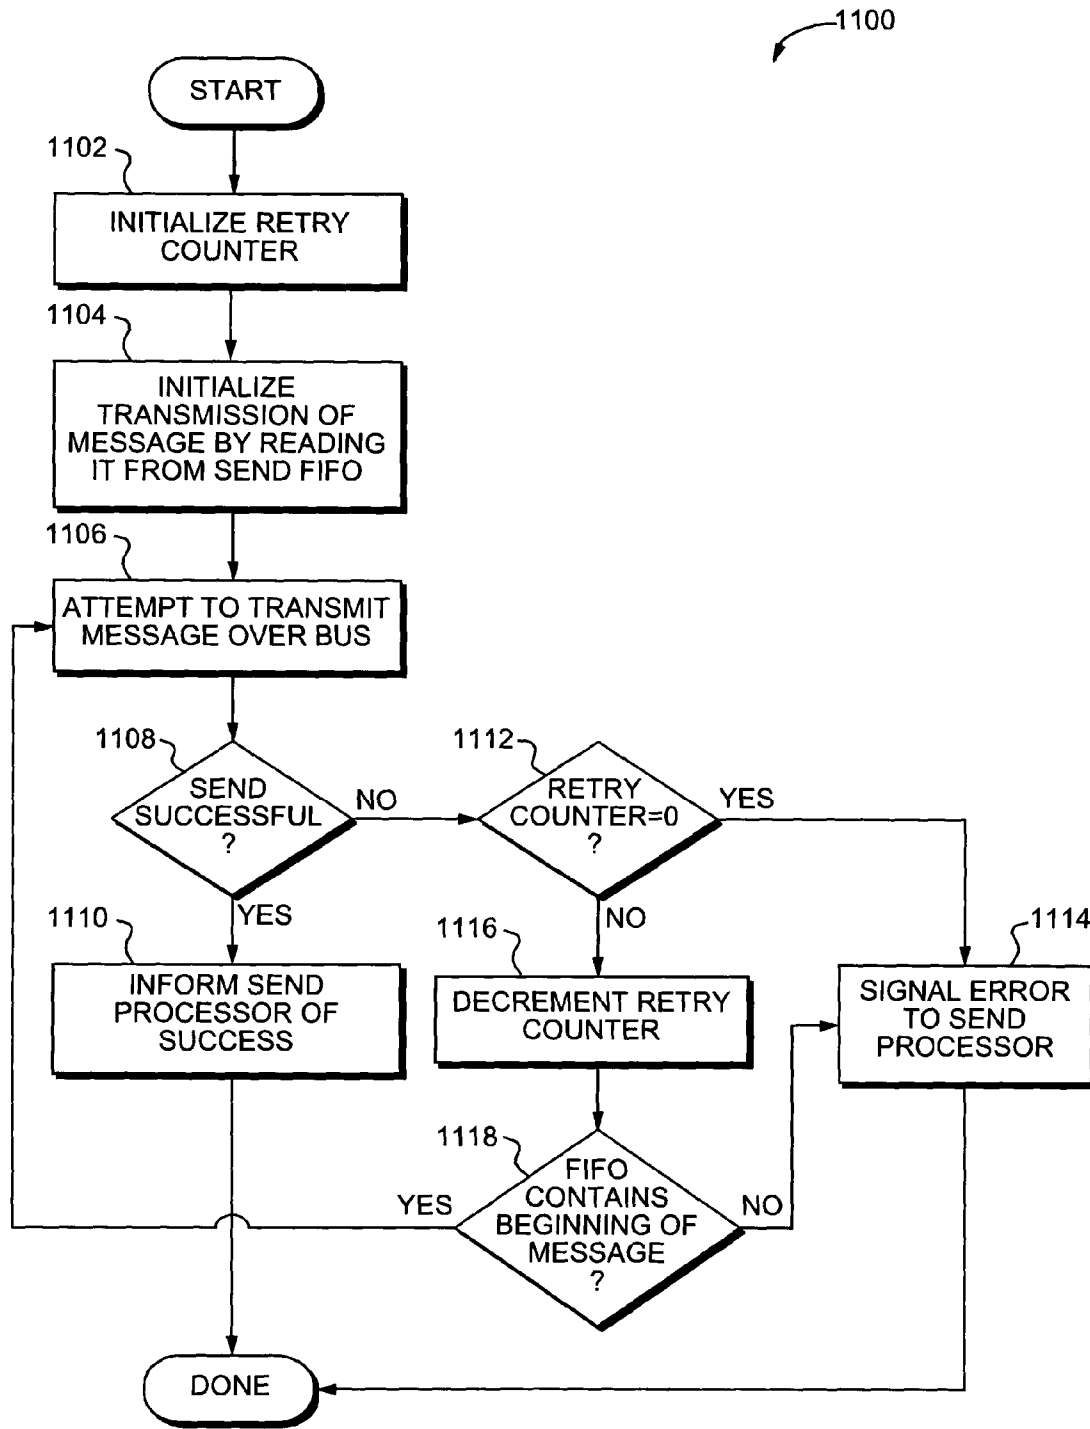 1100
START
1102
INITIALIZE RETRY
COUNTER
1104
INITIALIZE
TRANSMISSION OF
MESSAGE BY READING
IT FROM SEND FIFO
1106
ATTEMPT TO TRANSMIT
MESSAGE OVER BUS
1108
SEND
SUCCESSFUL
?
NO
YES
1112
RETRY
COUNTER=0
?
YES
NO
1110
INFORM SEND
PROCESSOR OF
SUCCESS
1116
DECREMENT RETRY
COUNTER
1114
SIGNAL ERROR
TO SEND
PROCESSOR
1118
FIFO
CONTAINS
BEGINNING OF
MESSAGE
?
YES
NO
DONE